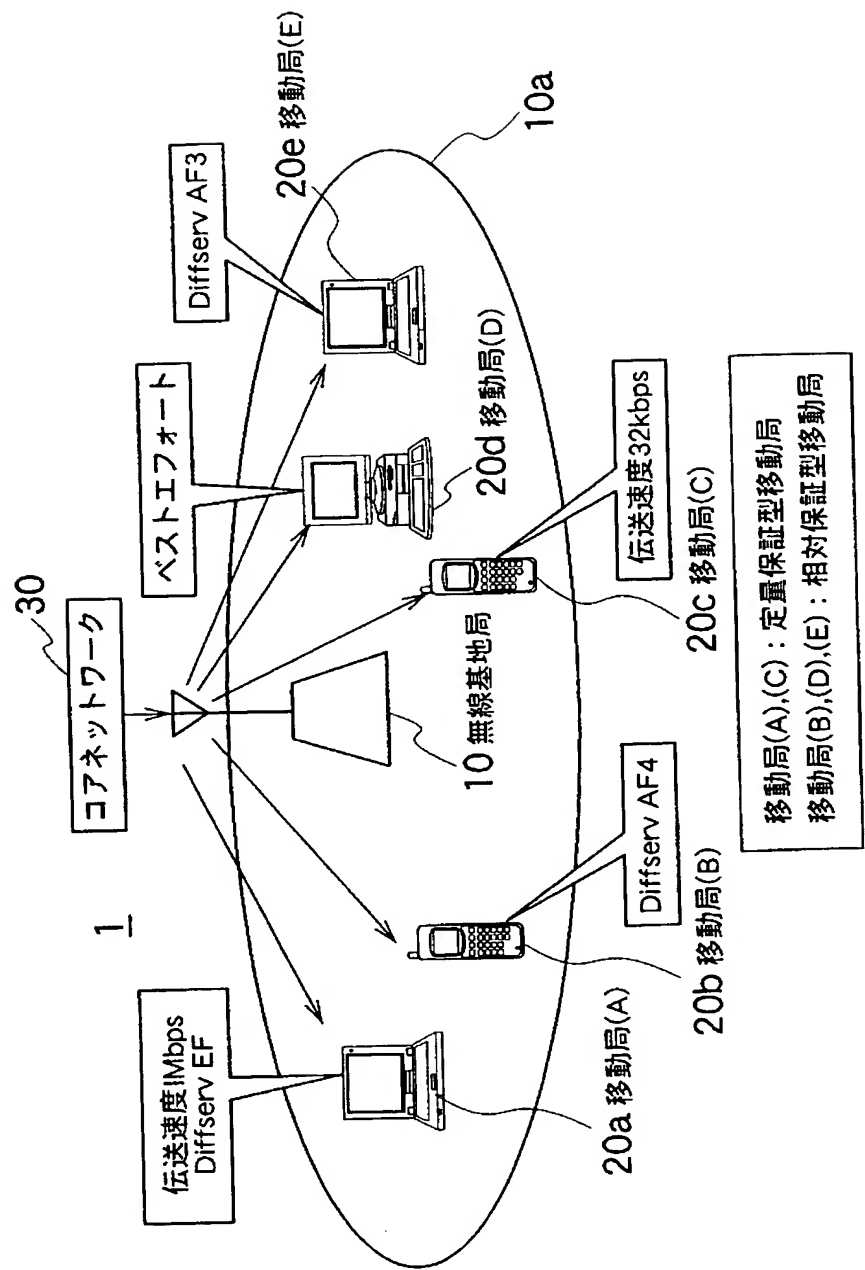 30
コアネットワーク
1
伝送速度1Mbps
Diffserv EF
ベストエフォート
Diffserv AF3
20e 移動局(E)
10a
20a 移動局(A)
20b 移動局(B)
Diffserv AF4
10 無線基地局
20c 移動局(C)
伝送速度32kbps
20d 移動局(D)
移動局(A),(C)：定量保証型移動局
移動局(B),(D),(E)：相対保証型移動局